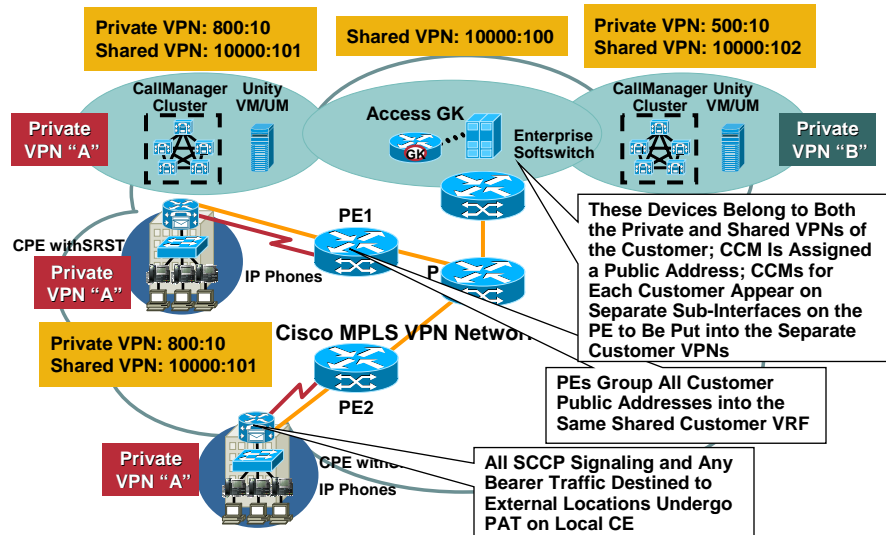 Private VPN: 800:10
Shared VPN: 10000:101
Shared VPN: 10000:100
Private VPN: 500:10
Shared VPN: 10000:102
CallManager
Cluster
Unity
VM/UM
Access GK
GK
Enterprise
Softswitch
CallManager
Cluster
Unity
VM/UM
Private
VPN “A”
Private
VPN “B”
CPE withSRST
Private
VPN “A”
IP Phones
PE1
P
These Devices Belong to Both
the Private and Shared VPNs of
the Customer; CCM Is Assigned
a Public Address; CCMs for
Each Customer Appear on
Separate Sub-Interfaces on the
PE to Be Put into the Separate
Customer VPNs
Private VPN: 800:10
Shared VPN: 10000:101
Cisco MPLS VPN Network
PE2
PEs Group All Customer
Public Addresses into the
Same Shared Customer VRF
Private
VPN “A”
CPE with
IP Phones
All SCCP Signaling and Any
Bearer Traffic Destined to
External Locations Undergo
PAT on Local CE